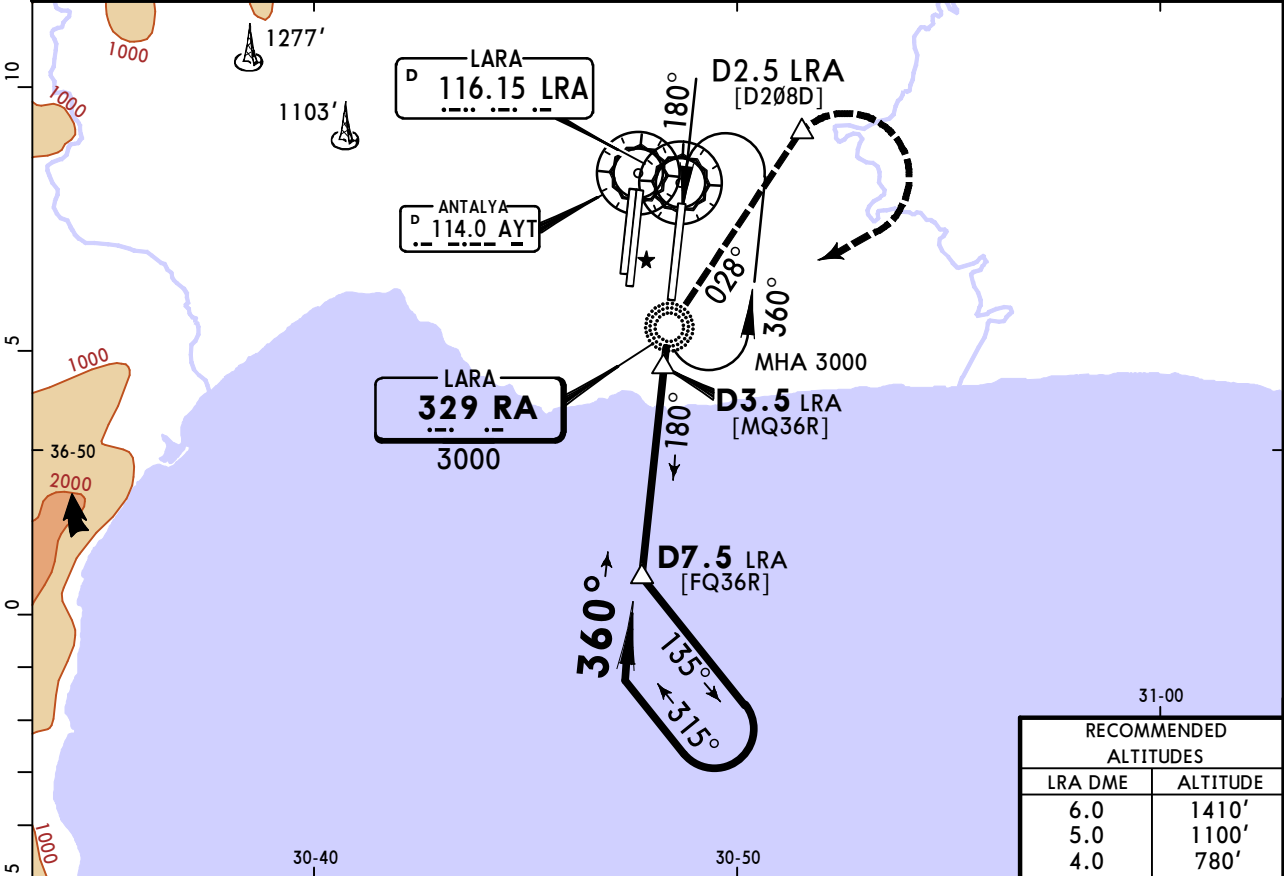 1000
1277'
10
1000
1103'
D
LARA
116.15 LRA
180°
D2.5 LRA
[D2Ø8D]
D
ANTALYA
114.0 AYT
028°
360°
MHA 3000
5
1000
LARA
329 RA
3000
D3.5 LRA
[MQ36R]
180°
36-50
2000
D7.5 LRA
[FQ36R]
360°
0
135°
315°
31-00
RECOMMENDED
ALTITUDES
LRA DME ALTITUDE
6.0 1410'
5.0 1100'
4.0 780'
1000
5
30-40
30-50